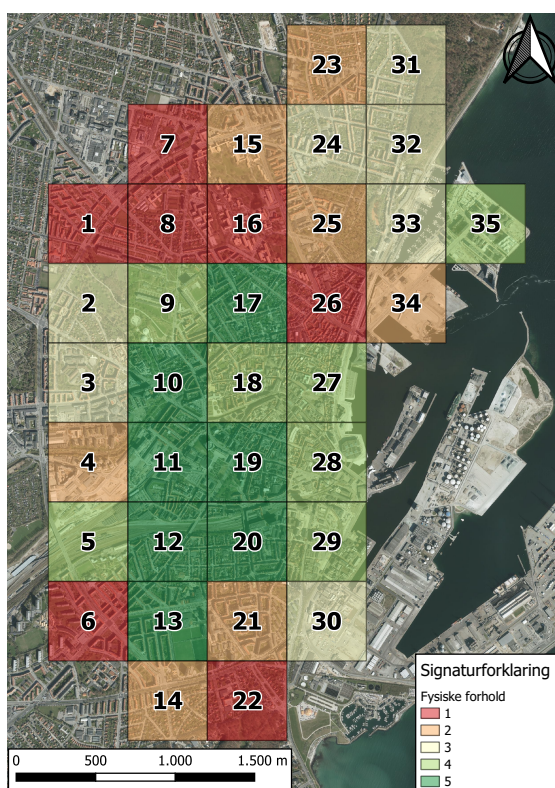 23 31
7 15 24 32
1 8 16 25 33 35
2 9 17 26 34
3 10 18 27
4 11 19 28
5 12 20 29
6 13 21 30
14 22
Signaturforklaring
Fysiske forhold
1
2
3
4
5
0 500 1.000 1.500 m